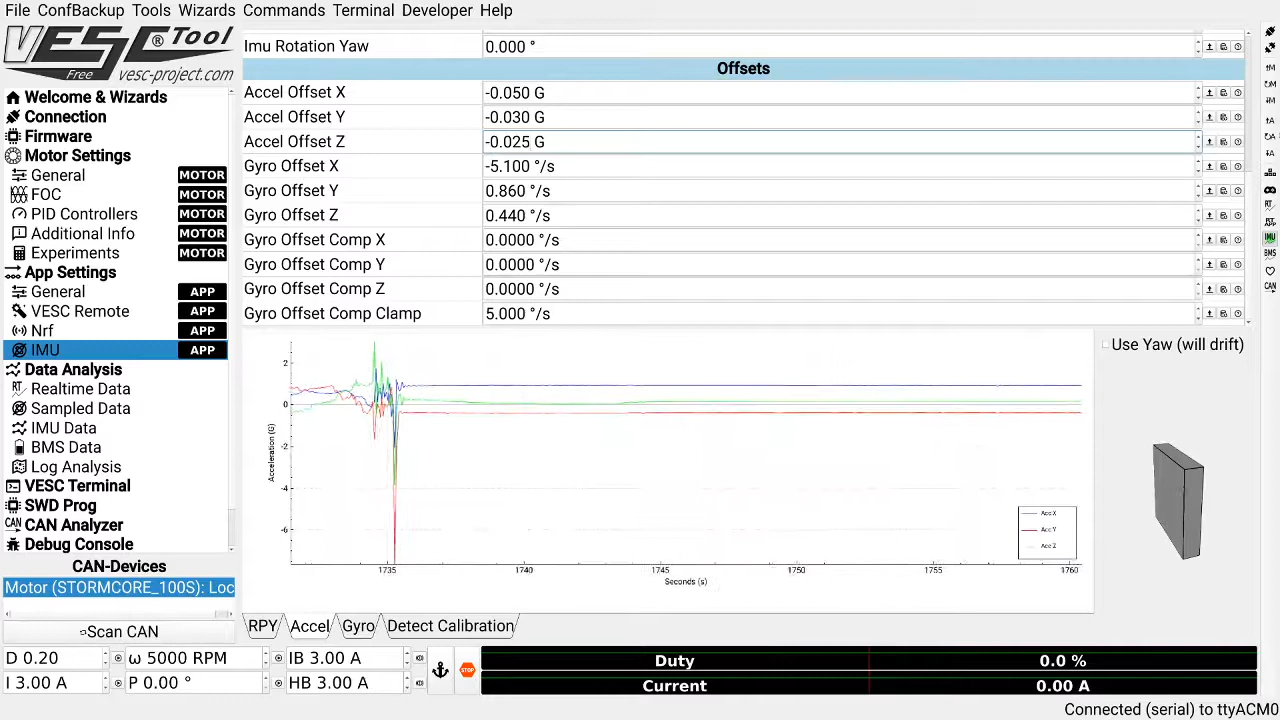 File ConfBackup Tools Wizards Commands Terminal Developer Help
VESC® Tool
Free vesc-project.com
Welcome & Wizards
Connection
Firmware
Motor Settings
General MOTOR
FOC MOTOR
PID Controllers MOTOR
Additional Info MOTOR
Experiments MOTOR
App Settings
General APP
VESC Remote APP
Nrf APP
IMU APP
Data Analysis
RT Realtime Data
Sampled Data
IMU Data
BMS Data
Log Analysis
VESC Terminal
SWD Prog
CAN CAN Analyzer
Debug Console
CAN-Devices
Motor (STORMCORE_100S): Loc
Scan CAN
Imu Rotation Yaw 0.000 °
Offsets
Accel Offset X -0.050 G
Accel Offset Y -0.030 G
Accel Offset Z -0.025 G
Gyro Offset X -5.100 °/s
Gyro Offset Y 0.860 °/s
Gyro Offset Z 0.440 °/s
Gyro Offset Comp X 0.0000 °/s
Gyro Offset Comp Y 0.0000 °/s
Gyro Offset Comp Z 0.0000 °/s
Gyro Offset Comp Clamp 5.000 °/s
Use Yaw (will drift)
Acceleration (G)
2
0
-2
-4
-6
Acc X
Acc Y
Acc Z
1735 1740 1745 1750 1755 1760
Seconds (s)
RPY Accel Gyro Detect Calibration
D 0.20 ω 5000 RPM IB 3.00 A
I 3.00 A P 0.00 ° HB 3.00 A
STOP
Duty 0.0 %
Current 0.00 A
Connected (serial) to ttyACM0